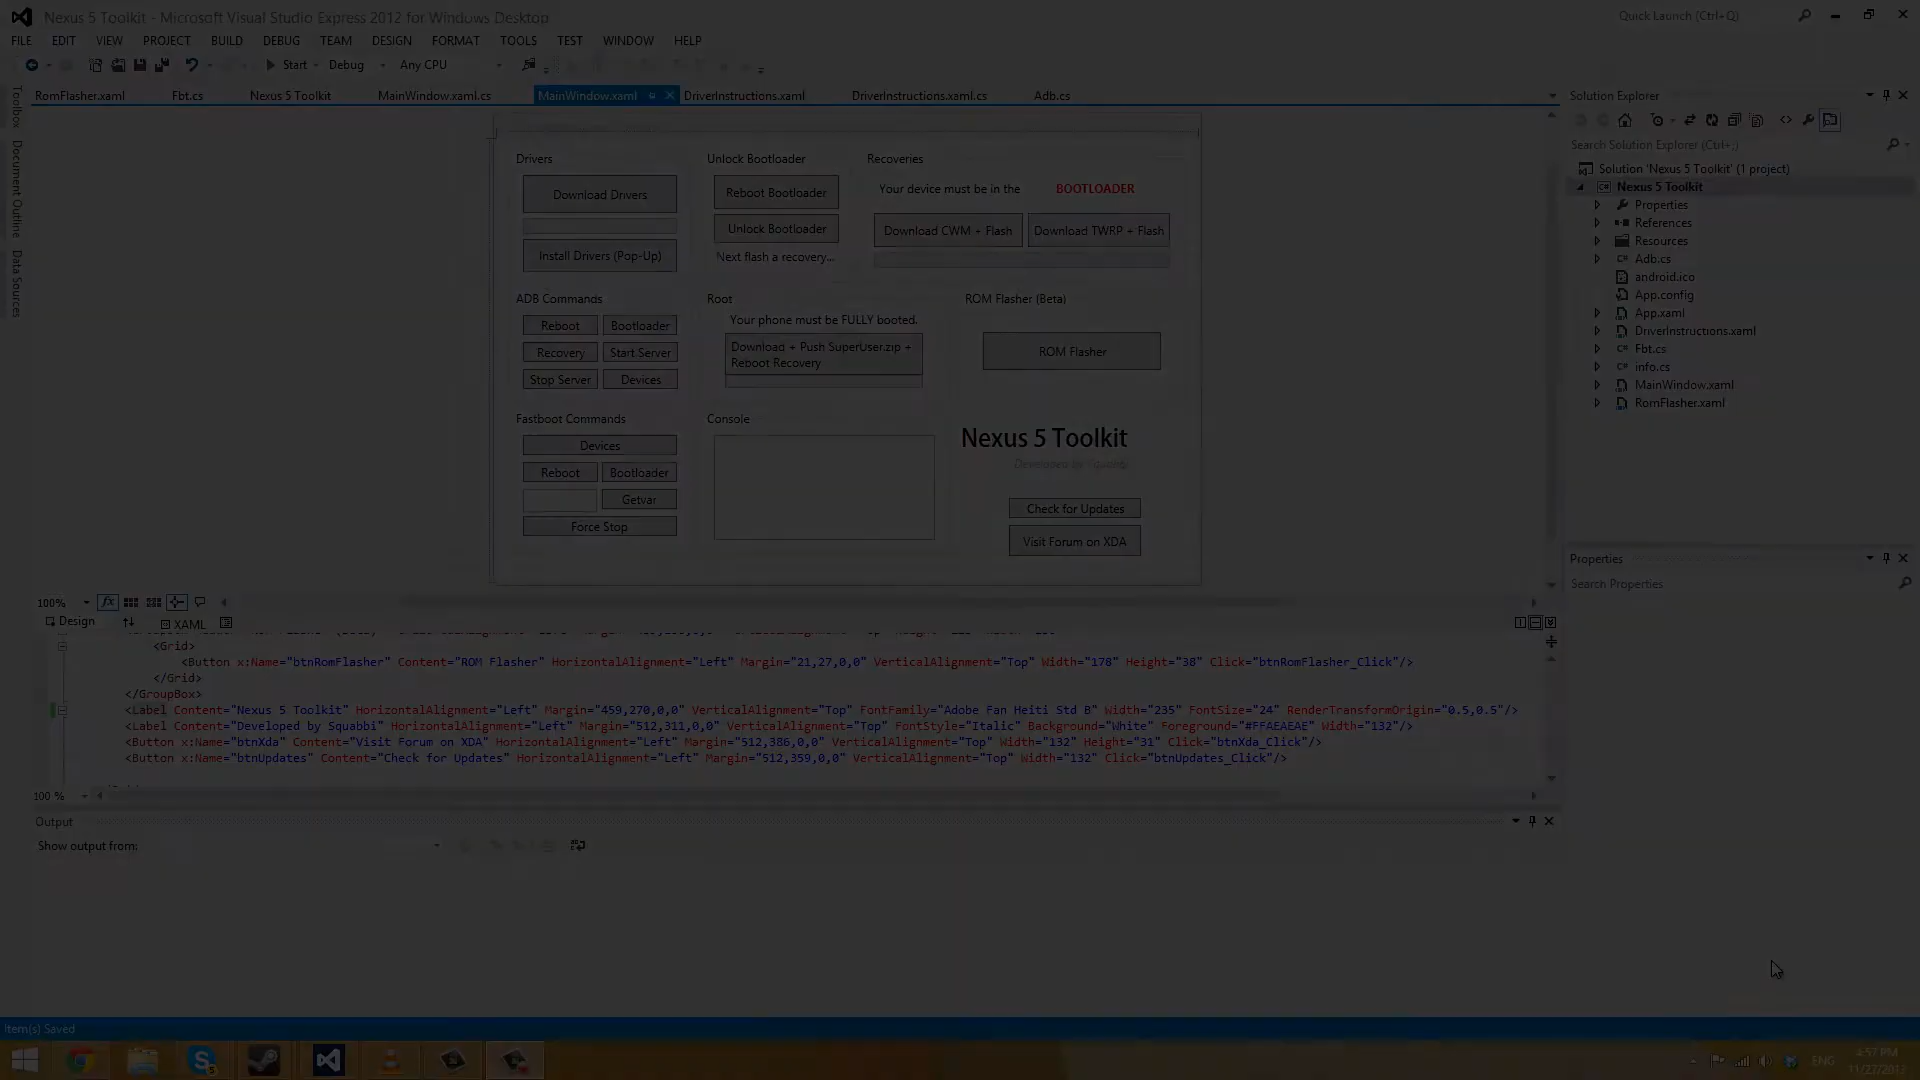 Nexus 5 Toolkit - Microsoft Visual Studio Express 2012 for Windows Desktop
Quick Launch (Ctrl+Q)
FILE EDIT VIEW PROJECT BUILD DEBUG TEAM DESIGN FORMAT TOOLS TEST WINDOW HELP
Start Debug Any CPU
RomFlasher.xaml Fbt.cs Nexus 5 Toolkit MainWindow.xaml.cs MainWindow.xaml DriverInstructions.xaml DriverInstructions.xaml.cs Adb.cs
Toolbox
Document Outline
Data Sources
Drivers
Download Drivers
Install Drivers (Pop-Up)
Unlock Bootloader
Reboot Bootloader
Unlock Bootloader
Next flash a recovery...
Recoveries
Your device must be in the BOOTLOADER
Download CWM + Flash Download TWRP + Flash
ADB Commands
Reboot Bootloader
Recovery Start Server
Stop Server Devices
Root
Your phone must be FULLY booted.
Download + Push SuperUser.zip +
Reboot Recovery
ROM Flasher (Beta)
ROM Flasher
Fastboot Commands
Devices
Reboot Bootloader
Getvar
Force Stop
Console
Nexus 5 Toolkit
Developed by Squabbi
Check for Updates
Visit Forum on XDA
100%
Design XAML
<Grid>
<Button x:Name="btnRomFlasher" Content="ROM Flasher" HorizontalAlignment="Left" Margin="21,27,0,0" VerticalAlignment="Top" Width="178" Height="38" Click="btnRomFlasher_Click"/>
</Grid>
</GroupBox>
<Label Content="Nexus 5 Toolkit" HorizontalAlignment="Left" Margin="459,270,0,0" VerticalAlignment="Top" FontFamily="Adobe Fan Heiti Std B" Width="235" FontSize="24" RenderTransformOrigin="0.5,0.5"/>
<Label Content="Developed by Squabbi" HorizontalAlignment="Left" Margin="512,311,0,0" VerticalAlignment="Top" FontStyle="Italic" Background="White" Foreground="#FFAEAEAE" Width="132"/>
<Button x:Name="btnXda" Content="Visit Forum on XDA" HorizontalAlignment="Left" Margin="512,386,0,0" VerticalAlignment="Top" Width="132" Height="31" Click="btnXda_Click"/>
<Button x:Name="btnUpdates" Content="Check for Updates" HorizontalAlignment="Left" Margin="512,359,0,0" VerticalAlignment="Top" Width="132" Click="btnUpdates_Click"/>
100 %
Output
Show output from:
Solution Explorer
Search Solution Explorer (Ctrl+;)
Solution 'Nexus 5 Toolkit' (1 project)
Nexus 5 Toolkit
Properties
References
Resources
Adb.cs
android.ico
App.config
App.xaml
DriverInstructions.xaml
Fbt.cs
info.cs
MainWindow.xaml
RomFlasher.xaml
Properties
Search Properties
Item(s) Saved
ENG
4:57 PM